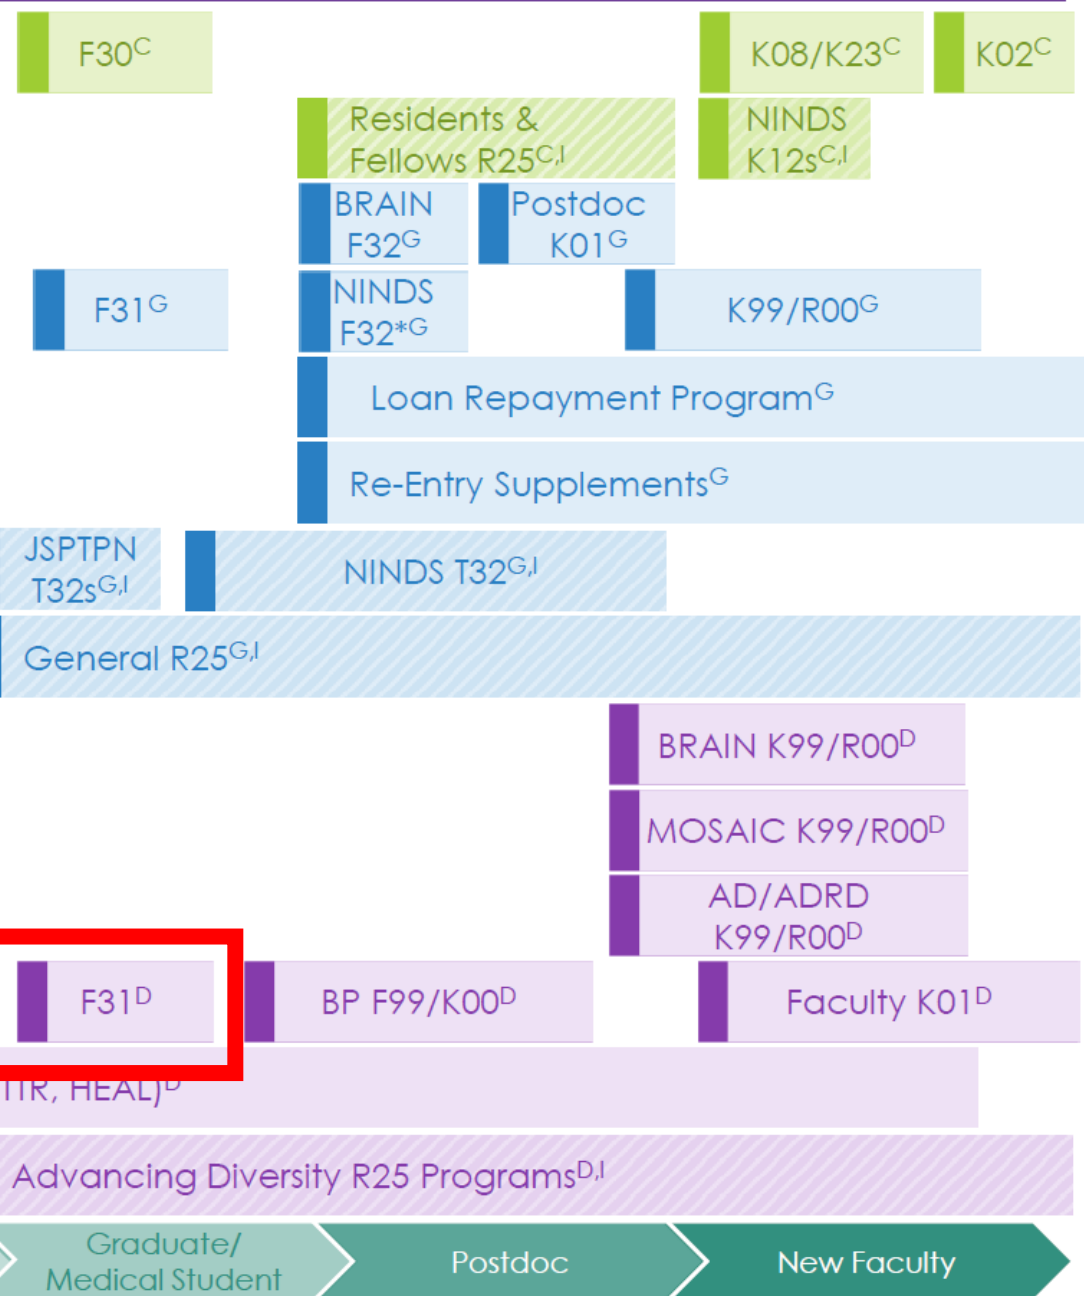 F30C
K08/K23C
K02C
Residents &
Fellows R25C,I
NINDS
K12sC,I
BRAIN
F32G
Postdoc
K01G
F31G
NINDS
F32*G
K99/R00G
Loan Repayment ProgramG
Re-Entry SupplementsG
JSPTPN
T32sG,I
NINDS T32G,I
General R25G,I
BRAIN K99/R00D
MOSAIC K99/R00D
AD/ADRD
K99/R00D
F31D
BP F99/K00D
Faculty K01D
HEAL)D
Advancing Diversity R25 ProgramsD,I
Graduate/
Medical Student
Postdoc
New Faculty